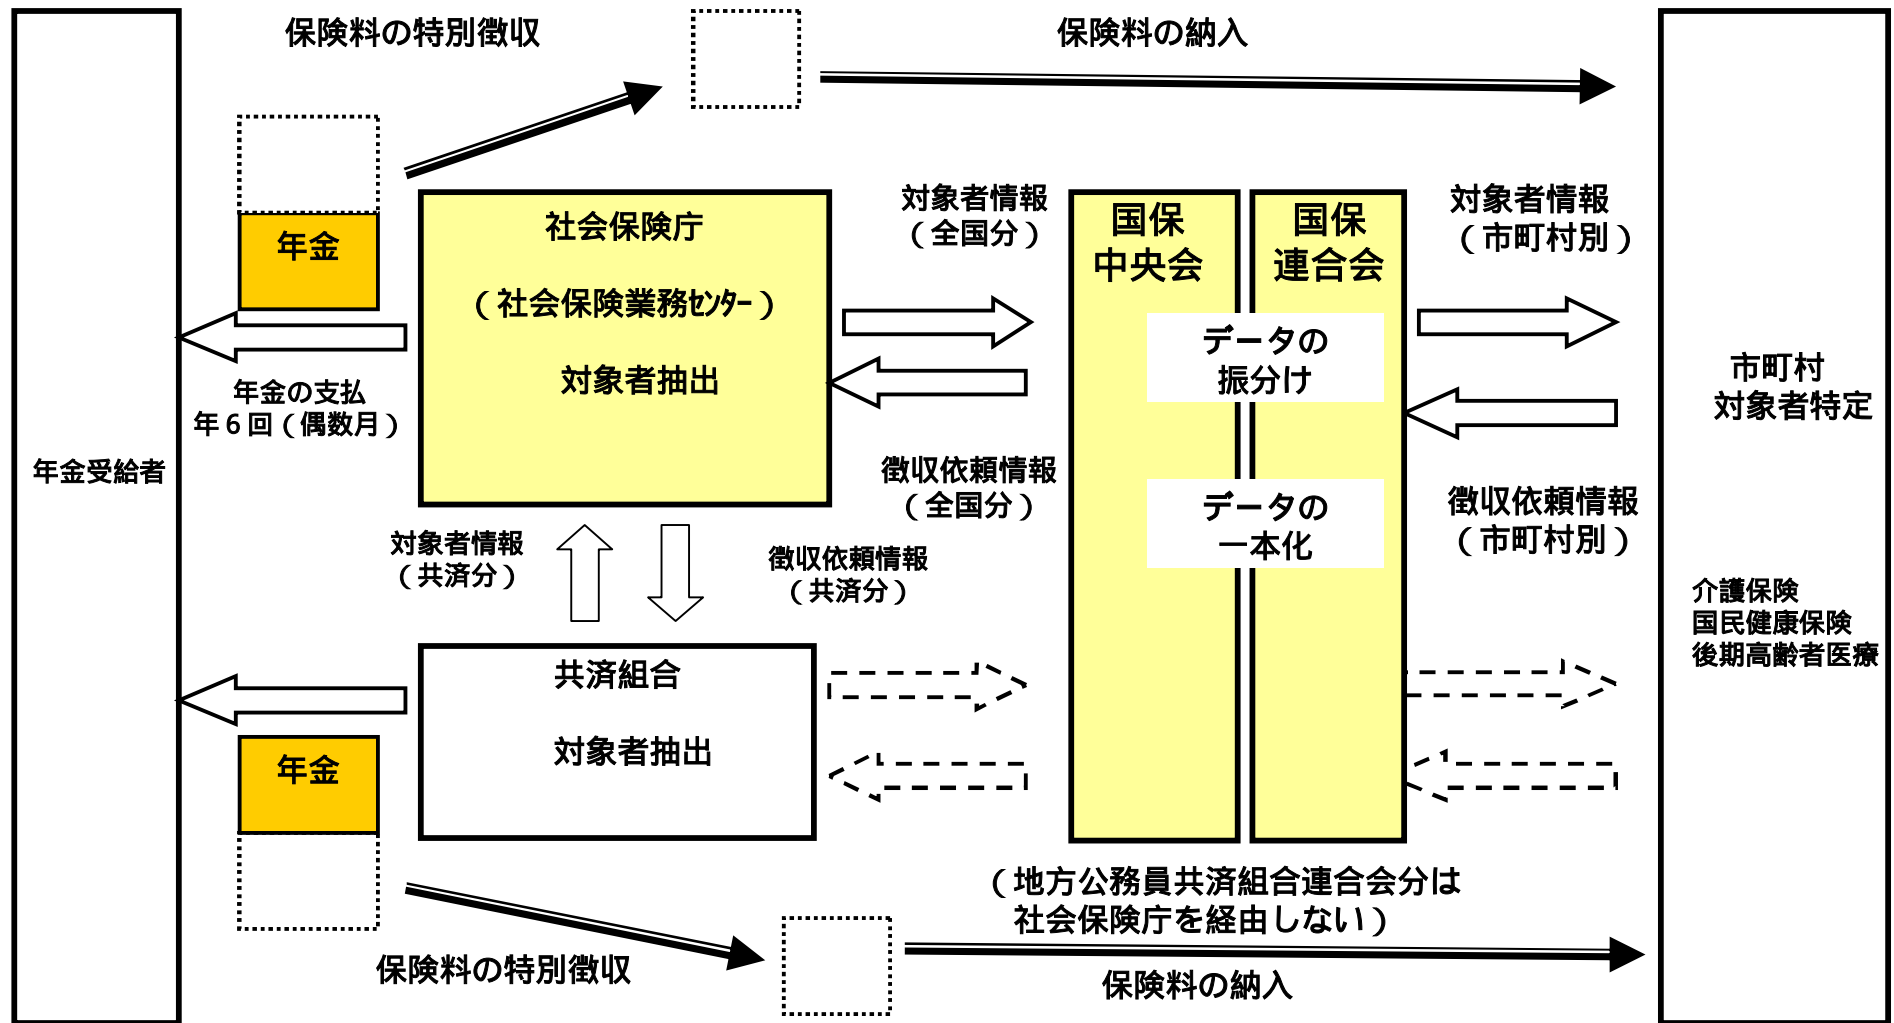 保険料の特別徴収
保険料の納入
年金
年金の支払
年６回（偶数月）
年金受給者
社会保険庁
（社会保険業務ｾﾝﾀｰ）
対象者抽出
対象者情報
（全国分）
徴収依頼情報
（全国分）
国保
中央会
国保
連合会
データの
振分け
データの
一本化
対象者情報
（市町村別）
徴収依頼情報
（市町村別）
市町村
対象者特定
介護保険
国民健康保険
後期高齢者医療
対象者情報
（共済分）
徴収依頼情報
（共済分）
共済組合
対象者抽出
年金
（地方公務員共済組合連合会分は
社会保険庁を経由しない）
保険料の特別徴収
保険料の納入